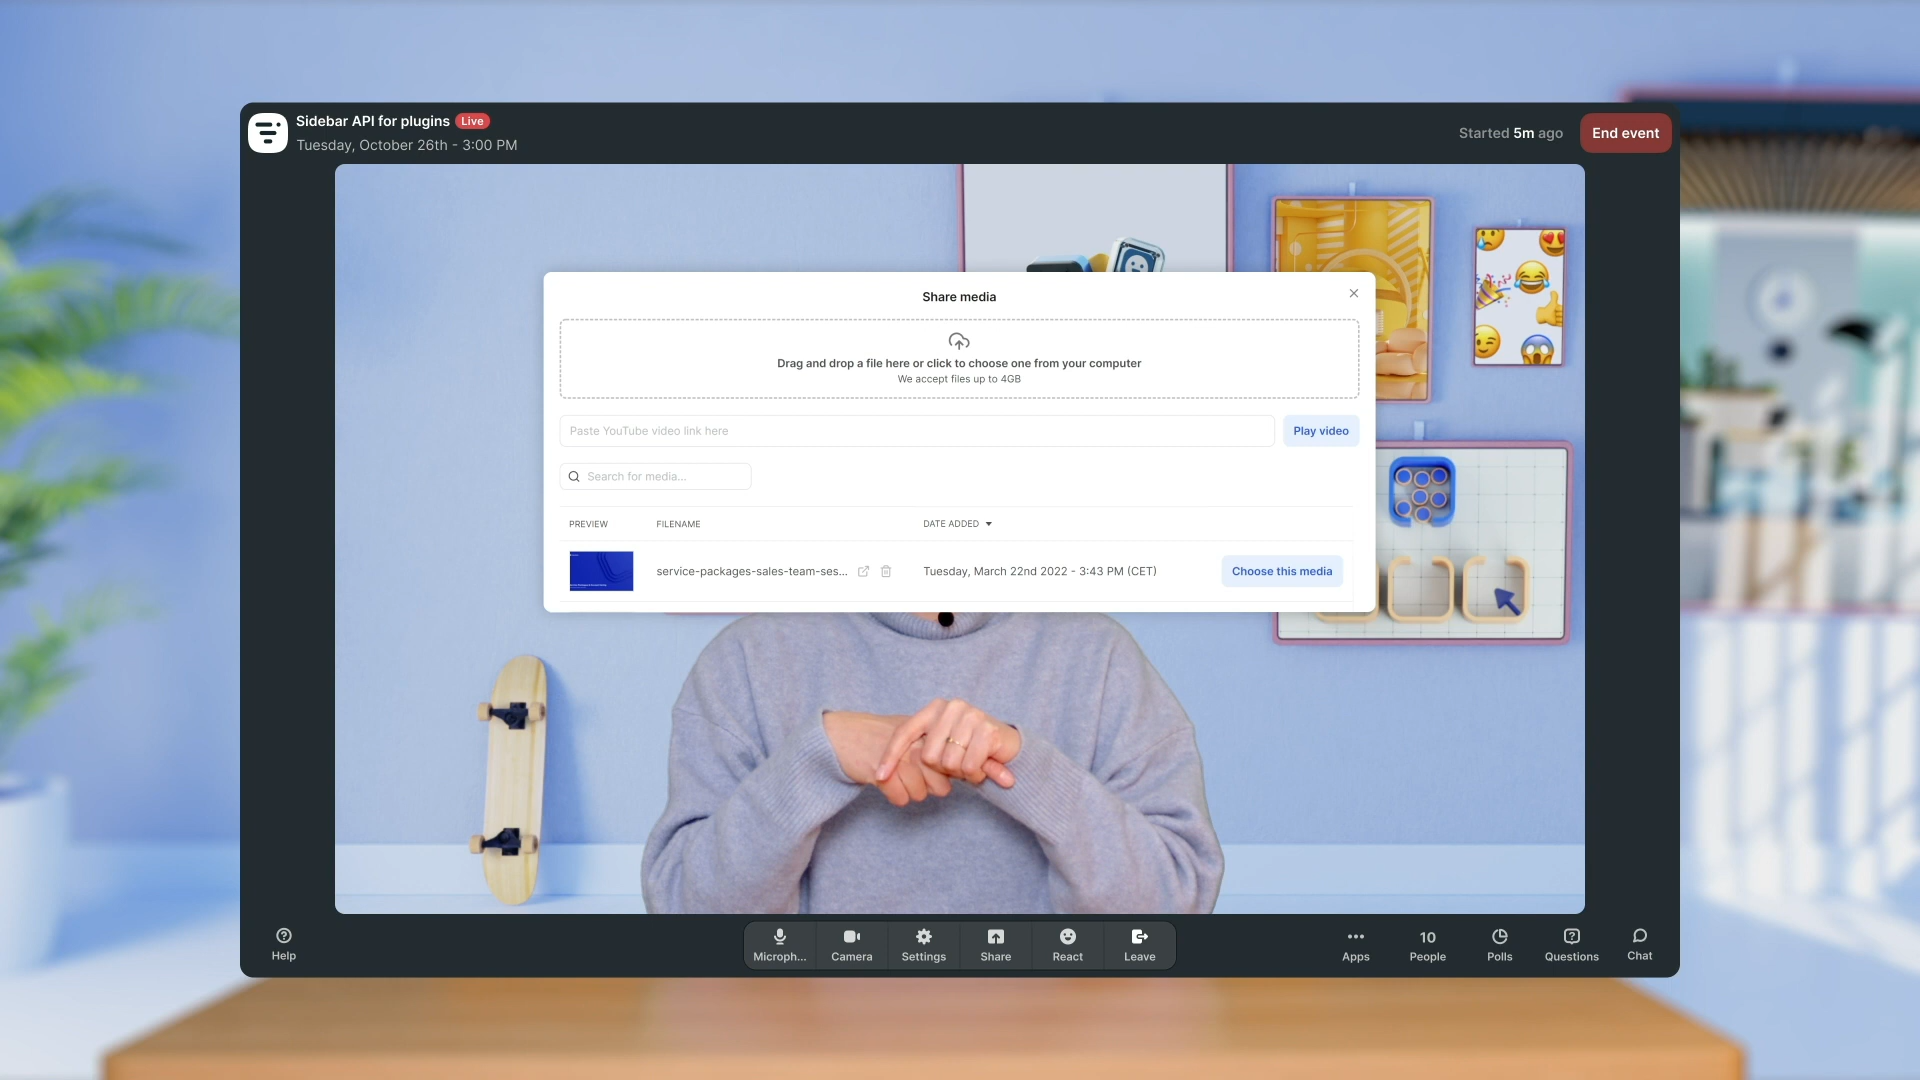 Sidebar API for plugins Live
Tuesday, October 26th - 3:00 PM
Started 5m ago
End event
Share media
Drag and drop a file here or click to choose one from your computer
We accept files up to 4GB
Paste YouTube video link here
Play video
Search for media...
PREVIEW FILENAME DATE ADDED
service-packages-sales-team-ses... Tuesday, March 22nd 2022 - 3:43 PM (CET) Choose this media
Help
Microph... Camera Settings Share React Leave
Apps
10
People
Polls
Questions
Chat